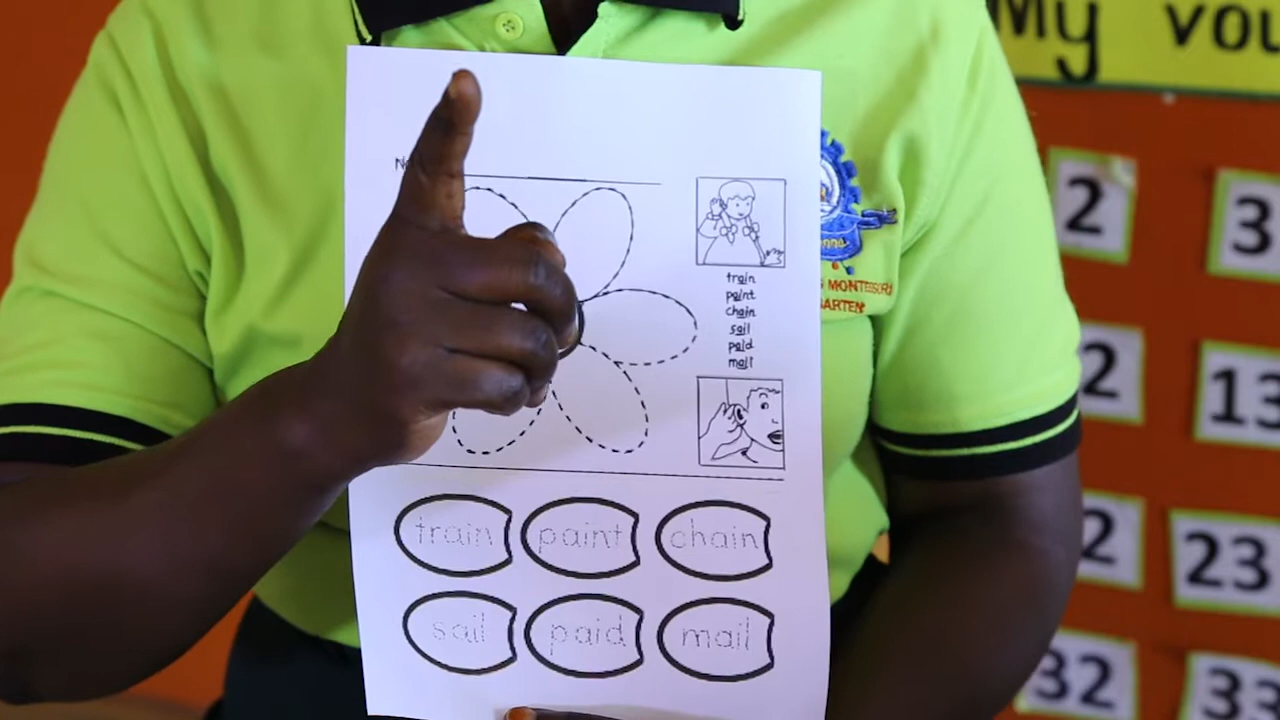 My vou
train
paint
chain
sail
paid
mail
MONTESSORI
train paint chain
sail paid mail
2 3
2 13
2 23
32 33